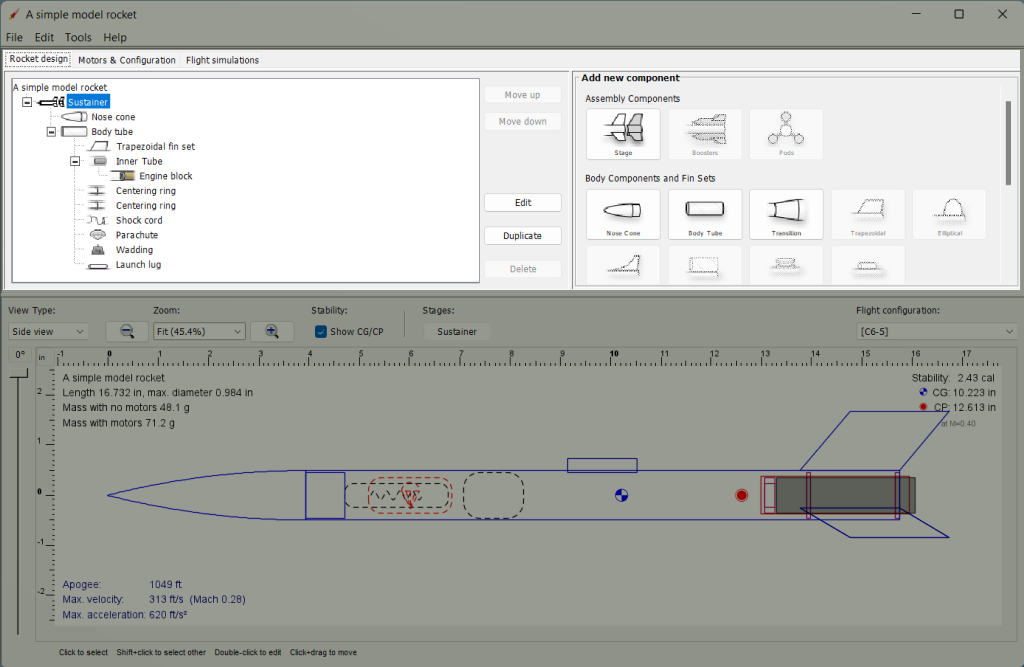 A simple model rocket
File Edit Tools Help
Rocket design Motors & Configuration Flight simulations
A simple model rocket
Sustainer
Nose cone
Body tube
Trapezoidal fin set
Inner Tube
Engine block
Centering ring
Centering ring
Shock cord
Parachute
Wadding
Launch lug
Move up
Move down
Edit
Duplicate
Delete
Add new component
Assembly Components
Stage Boosters Pods
Body Components and Fin Sets
Nose Cone Body Tube Transition Trapezoidal Elliptical
View Type: Zoom: Stability: Stages: Flight configuration:
Side view Fit (45.4%) Show CG/CP Sustainer [C6-5]
0° in -1 0 1 2 3 4 5 6 7 8 9 10 11 12 13 14 15 16 17
2
1
0
-1
-2
A simple model rocket
Length 16.732 in, max. diameter 0.984 in
Mass with no motors 48.1 g
Mass with motors 71.2 g
Stability: 2.43 cal
CG: 10.223 in
CP: 12.613 in
at M=0.40
Apogee: 1049 ft
Max. velocity: 313 ft/s (Mach 0.28)
Max. acceleration: 620 ft/s²
Click to select Shift+click to select other Double-click to edit Click+drag to move